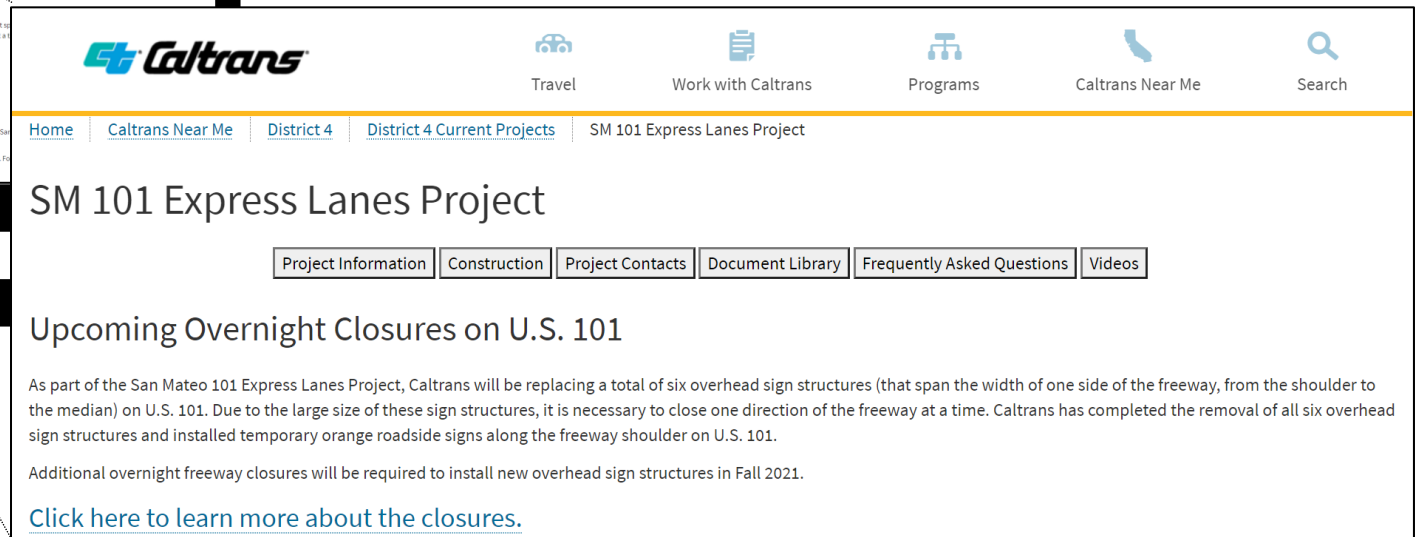 Caltrans
Travel
Work with Caltrans
Programs
Caltrans Near Me
Search
Home
Caltrans Near Me
District 4
District 4 Current Projects
SM 101 Express Lanes Project
SM 101 Express Lanes Project
Project Information
Construction
Project Contacts
Document Library
Frequently Asked Questions
Videos
Upcoming Overnight Closures on U.S. 101
As part of the San Mateo 101 Express Lanes Project, Caltrans will be replacing a total of six overhead sign structures (that span the width of one side of the freeway, from the shoulder to
the median) on U.S. 101. Due to the large size of these sign structures, it is necessary to close one direction of the freeway at a time. Caltrans has completed the removal of all six overhead
sign structures and installed temporary orange roadside signs along the freeway shoulder on U.S. 101.
Additional overnight freeway closures will be required to install new overhead sign structures in Fall 2021.
Click here to learn more about the closures.